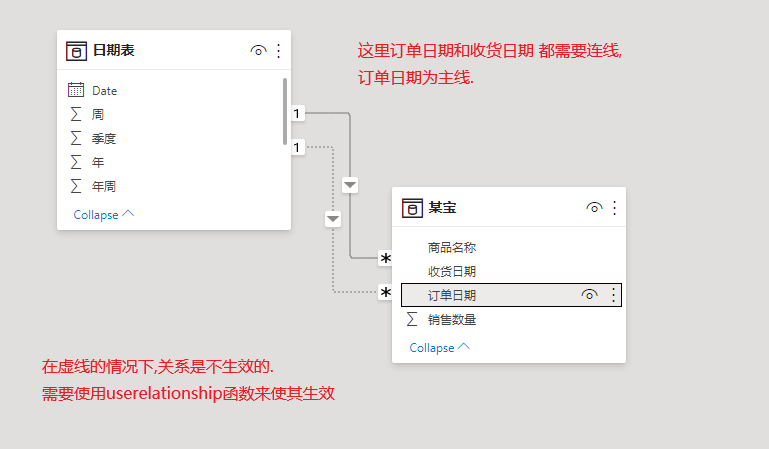 日期表
这里订单日期和收货日期 都需要连线,
订单日期为主线.
Date
周
季度
年
年周
Collapse
1
1
某宝
商品名称
收货日期
订单日期
销售数量
Collapse
*
*
在虚线的情况下,关系是不生效的.
需要使用userelationship函数来使其生效